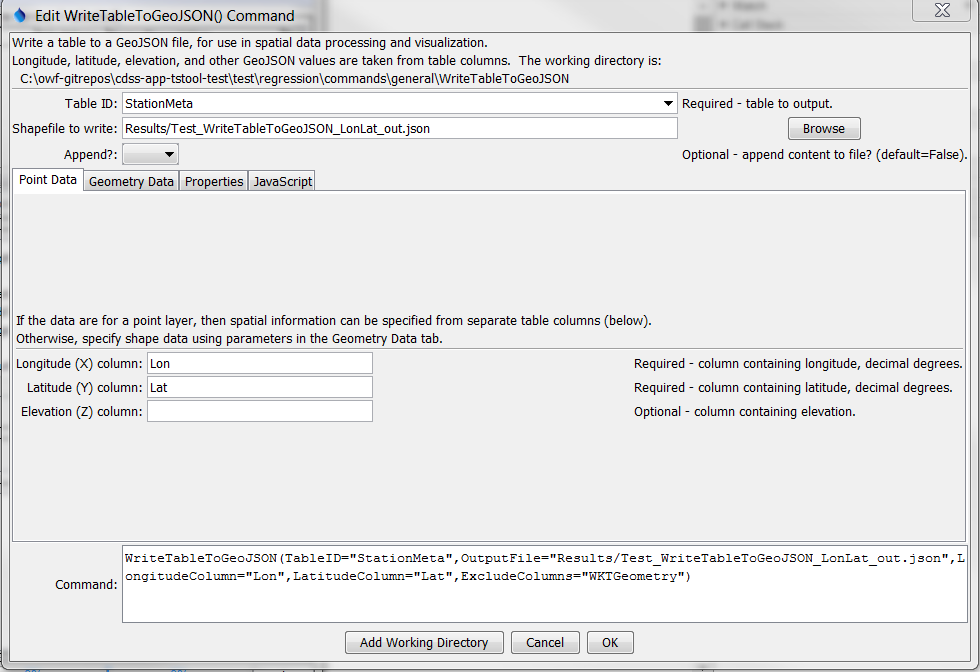 Edit WriteTableToGeoJSON() Command
Write a table to a GeoJSON file, for use in spatial data processing and visualization.
Longitude, latitude, elevation, and other GeoJSON values are taken from table columns.  The working directory is:
C:\owf-gitrepos\cdss-app-tstool-test\test\regression\commands\general\WriteTableToGeoJSON
Table ID: StationMeta Required - table to output.
Shapefile to write: Results/Test_WriteTableToGeoJSON_LonLat_out.json Browse
Append?: Optional - append content to file? (default=False).
Point Data Geometry Data Properties JavaScript
If the data are for a point layer, then spatial information can be specified from separate table columns (below).
Otherwise, specify shape data using parameters in the Geometry Data tab.
Longitude (X) column: Lon Required - column containing longitude, decimal degrees.
Latitude (Y) column: Lat Required - column containing latitude, decimal degrees.
Elevation (Z) column: Optional - column containing elevation.
Command: WriteTableToGeoJSON(TableID="StationMeta",OutputFile="Results/Test_WriteTableToGeoJSON_LonLat_out.json",L
ongitudeColumn="Lon",LatitudeColumn="Lat",ExcludeColumns="WKTGeometry")
Add Working Directory Cancel OK